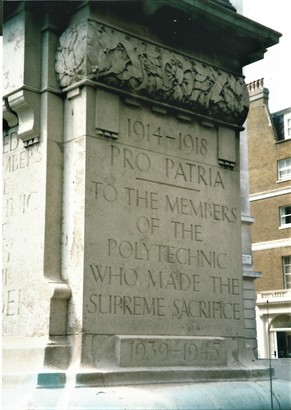 1914–1918
PRO PATRIA
TO THE MEMBERS
OF THE
POLYTECHNIC
WHO MADE THE
SUPREME SACRIFICE
1939–1945